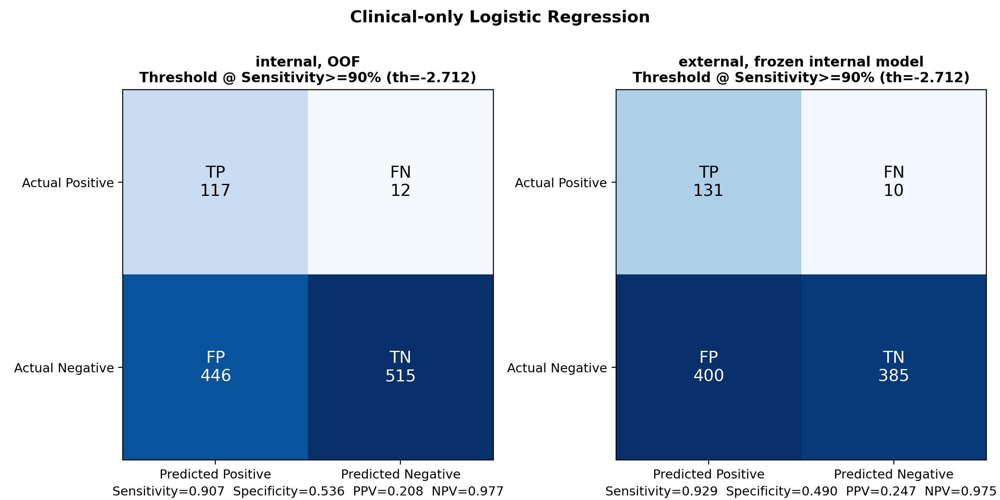 Clinical-only Logistic Regression
internal, OOF
Threshold @ Sensitivity>=90% (th=-2.712)
Actual Positive
TP
117
FN
12
Actual Negative
FP
446
TN
515
Predicted Positive
Predicted Negative
Sensitivity=0.907  Specificity=0.536  PPV=0.208  NPV=0.977
external, frozen internal model
Threshold @ Sensitivity>=90% (th=-2.712)
Actual Positive
TP
131
FN
10
Actual Negative
FP
400
TN
385
Predicted Positive
Predicted Negative
Sensitivity=0.929  Specificity=0.490  PPV=0.247  NPV=0.975